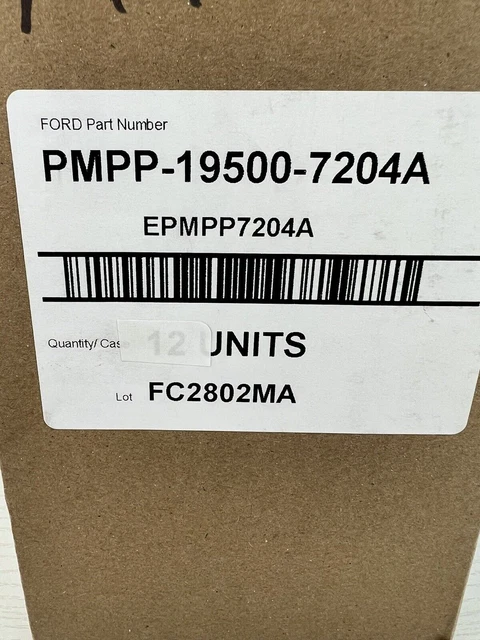 FORD Part Number
PMPP-19500-7204A
EPMPP7204A
Quantity/ Cas 12 UNITS
Lot FC2802MA